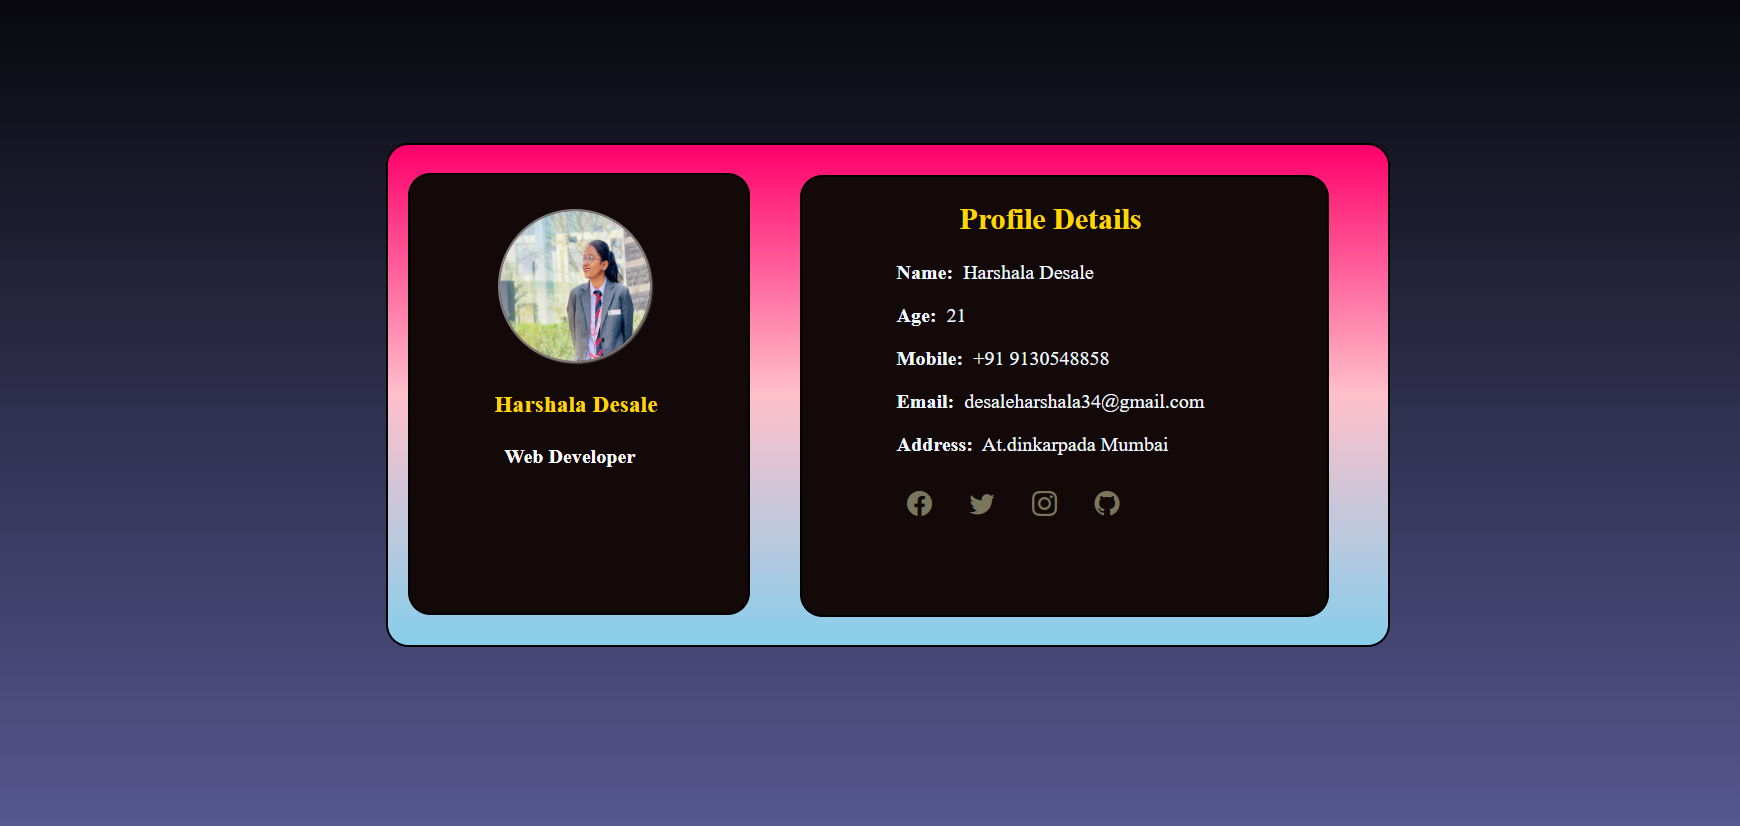 Harshala Desale
Web Developer
Profile Details
Name: Harshala Desale
Age: 21
Mobile: +91 9130548858
Email: desaleharshala34@gmail.com
Address: At.dinkarpada Mumbai